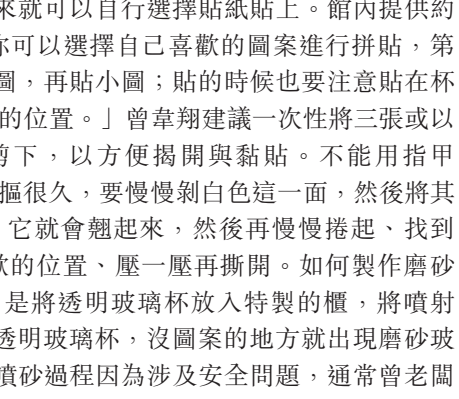 來就可以自行選擇貼紙貼上。館內提供約
你可以選擇自己喜歡的圖案進行拼貼，第
圖，再貼小圖；貼的時候也要注意貼在杯
的位置。」曾韋翔建議一次性將三張或以
剪下，以方便揭開與黏貼。不能用指甲
摳很久，要慢慢剝白色這一面，然後將其
它就會翹起來，然後再慢慢捲起、找到
歡的位置、壓一壓再撕開。如何製作磨砂
是將透明玻璃杯放入特製的櫃，將噴射
透明玻璃杯，沒圖案的地方就出現磨砂玻
噴砂過程因為涉及安全問題，通常曾老闆